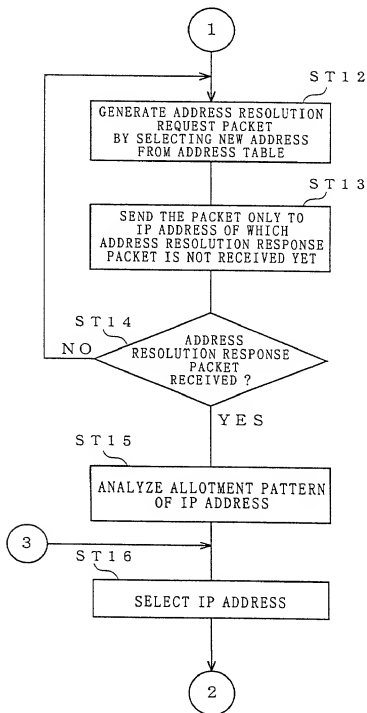 1
ST12
GENERATE ADDRESS RESOLUTION
REQUEST PACKET
BY SELECTING NEW ADDRESS
FROM ADDRESS TABLE
ST13
SEND THE PACKET ONLY TO
IP ADDRESS OF WHICH
ADDRESS RESOLUTION RESPONSE
PACKET IS NOT RECEIVED YET
ST14
NO
ADDRESS
RESOLUTION RESPONSE
PACKET
RECEIVED ?
YES
ST15
ANALYZE ALLOTMENT PATTERN
OF IP ADDRESS
3
ST16
SELECT IP ADDRESS
2